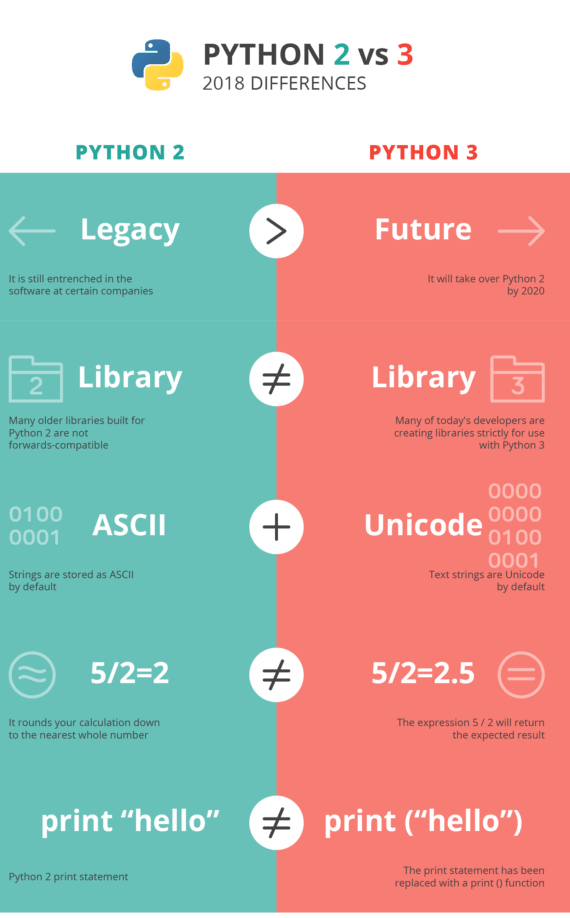 PYTHON 2 vs 3
2018 DIFFERENCES
PYTHON 2
PYTHON 3
Legacy
>
Future
It is still entrenched in the
software at certain companies
It will take over Python 2
by 2020
2
Library
≠
Library
3
Many older libraries built for
Python 2 are not
forwards-compatible
Many of today's developers are
creating libraries strictly for use
with Python 3
0100
0001
ASCII
+
Unicode
0000
0000
0100
0001
Strings are stored as ASCII
by default
Text strings are Unicode
by default
≈
5/2=2
≠
5/2=2.5
=
It rounds your calculation down
to the nearest whole number
The expression 5 / 2 will return
the expected result
print “hello”
≠
print (“hello”)
Python 2 print statement
The print statement has been
replaced with a print () function